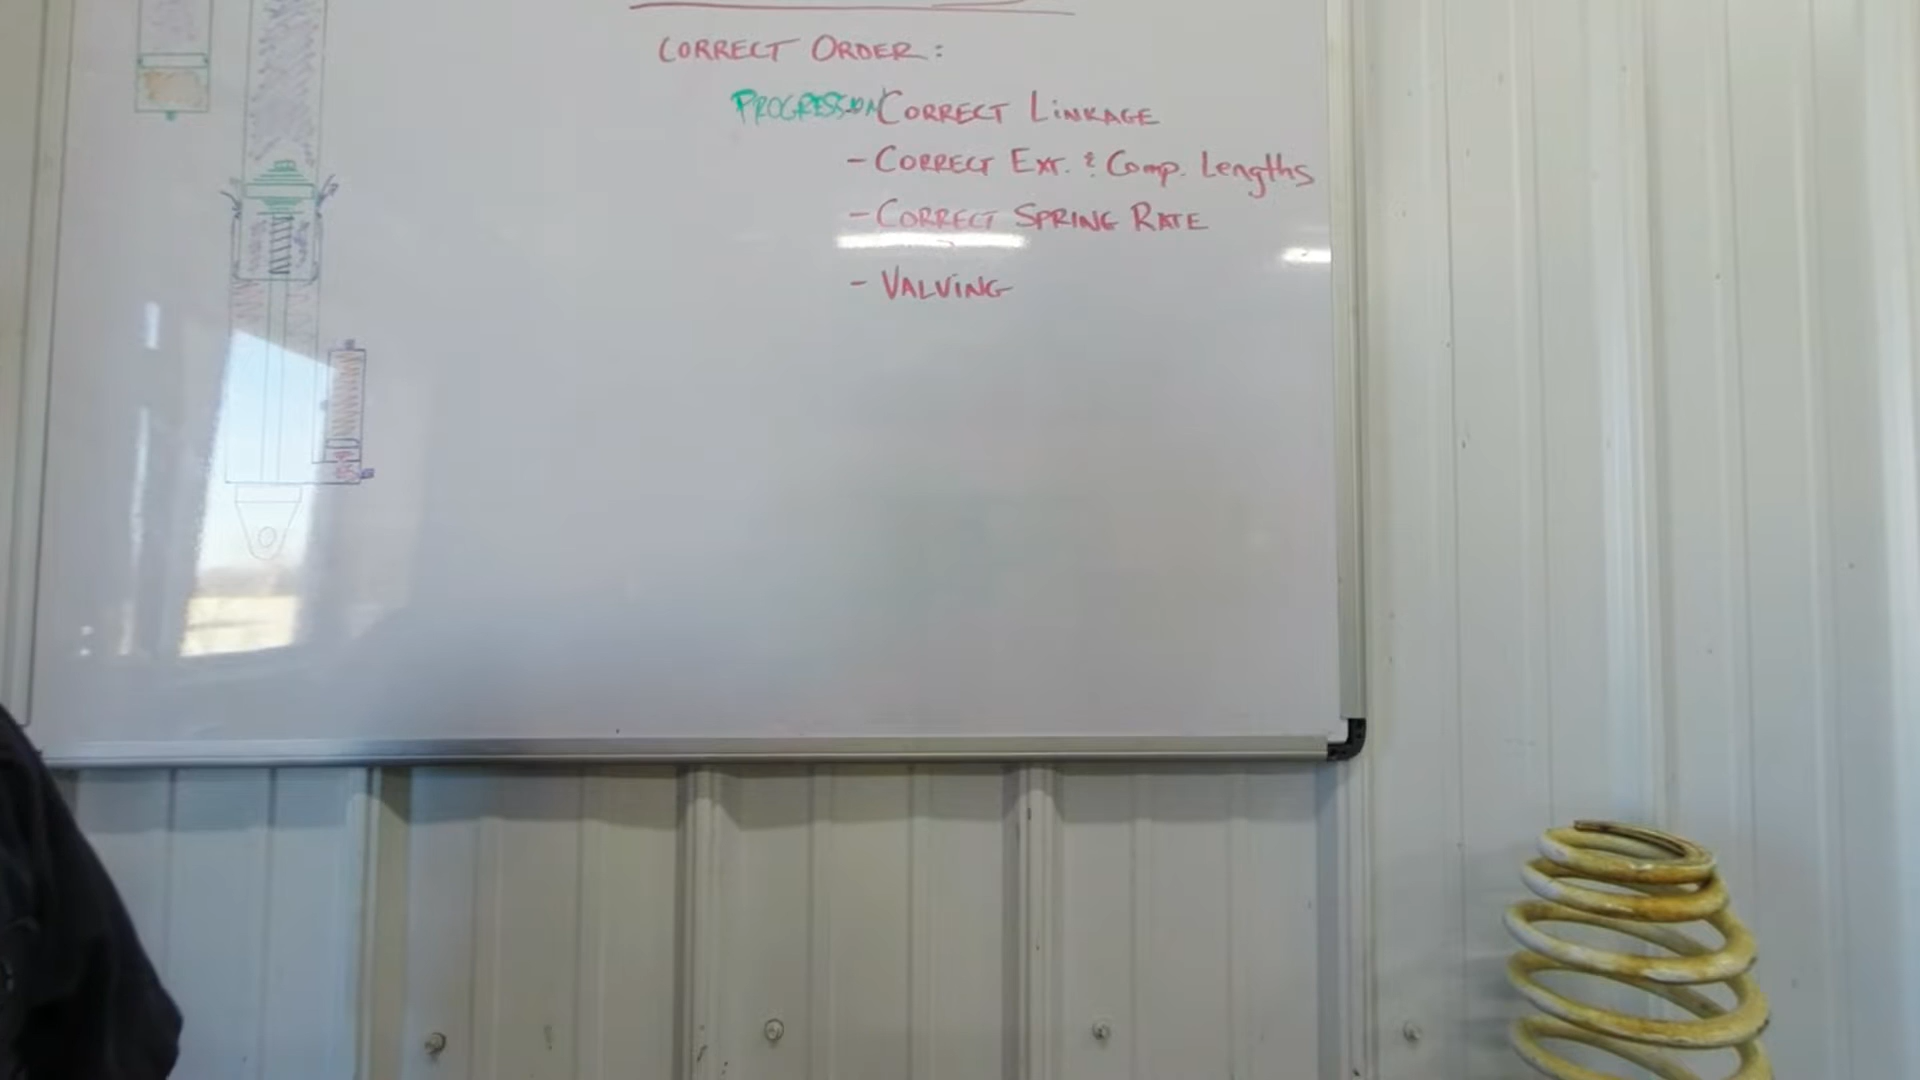 CORRECT ORDER:
PROGRESSION CORRECT LINKAGE
- CORRECT EXT. & Comp. Lengths
- CORRECT SPRING RATE
- VALVING